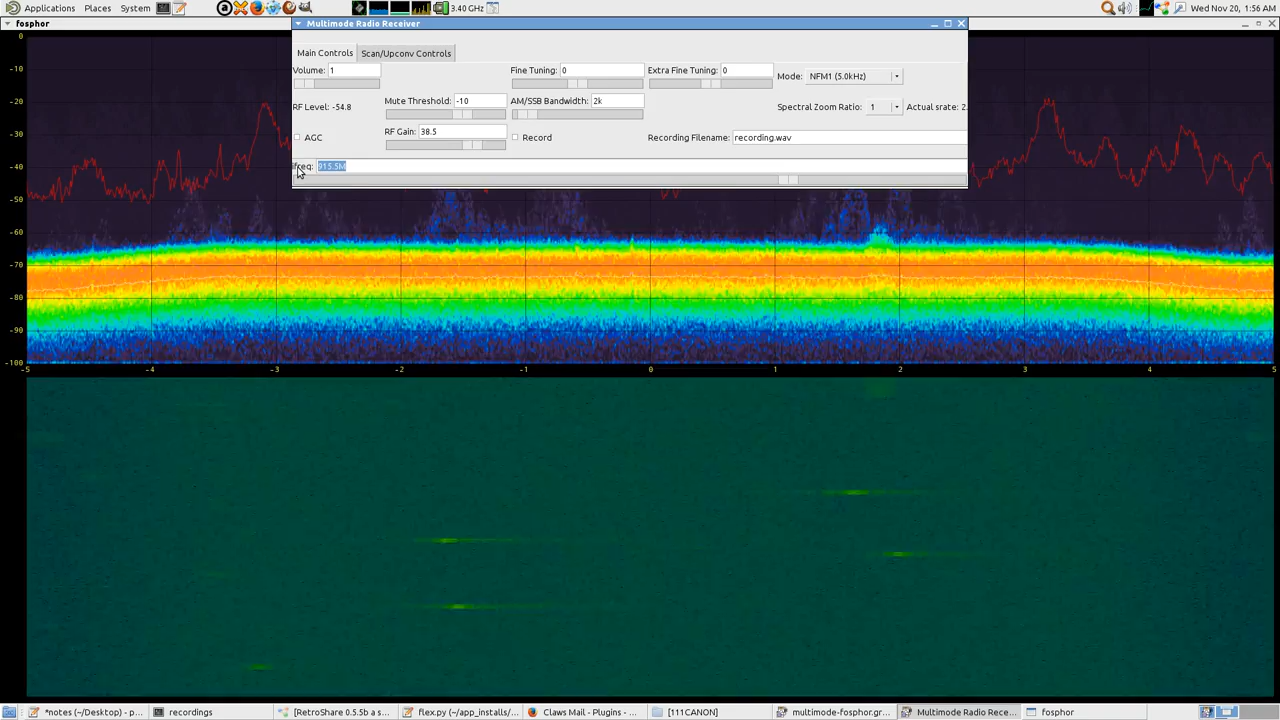 Applications Places System 3.40 GHz Wed Nov 20, 1:56 AM
fosphor
Multimode Radio Receiver
Main Controls Scan/Upconv Controls
Volume: 1 Fine Tuning: 0 Extra Fine Tuning: 0 Mode: NFM1 (5.0kHz)
RF Level: -54.8 Mute Threshold: -10 AM/SSB Bandwidth: 2k Spectral Zoom Ratio: 1 Actual srate: 2.
AGC RF Gain: 38.5 Record Recording Filename: recording.wav
freq: 915.5M
0
-10
-20
-30
-40
-50
-60
-70
-80
-90
-100
-5 -4 -3 -2 -1 0 1 2 3 4 5
*notes (~/Desktop) - p... recordings [RetroShare 0.5.5b a s... flex.py (~/app_installs/... Claws Mail - Plugins - ... [111CANON] multimode-fosphor.gr... Multimode Radio Rece... fosphor